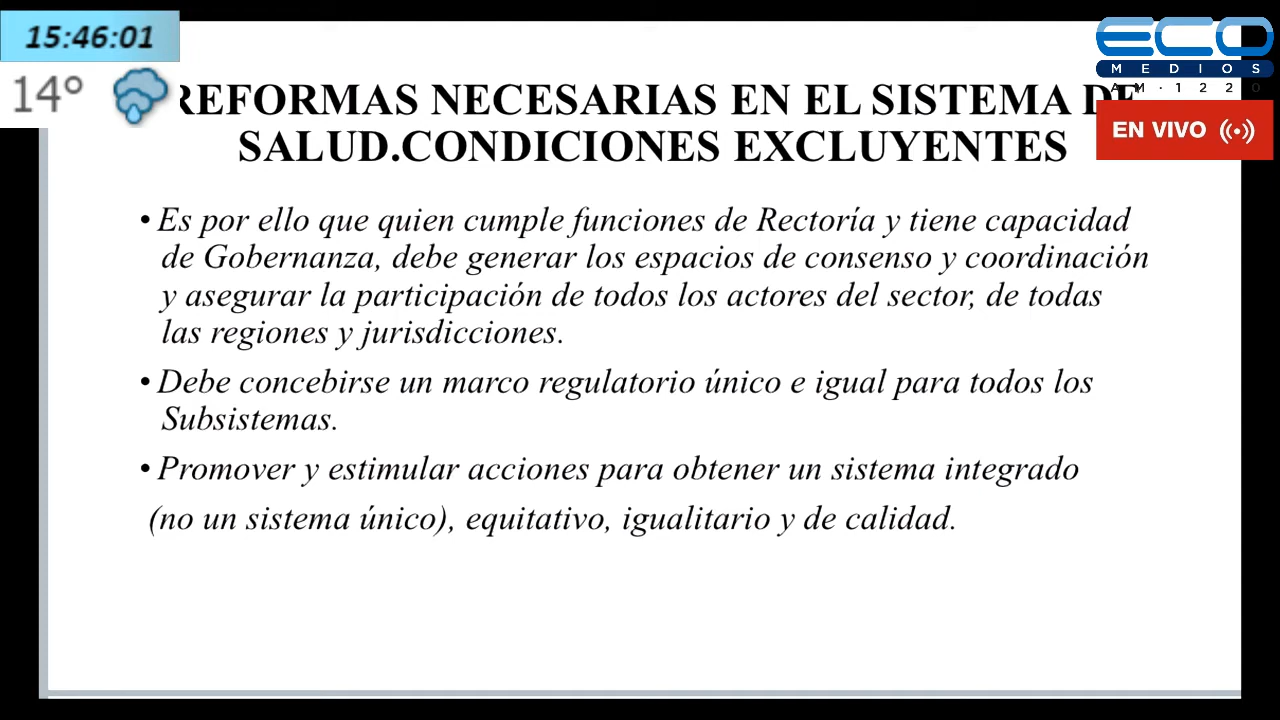 15:46:01
14°
ECO
MEDIOS
AM·1220
EN VIVO
REFORMAS NECESARIAS EN EL SISTEMA DE
SALUD.CONDICIONES EXCLUYENTES
• Es por ello que quien cumple funciones de Rectoría y tiene capacidad
de Gobernanza, debe generar los espacios de consenso y coordinación
y asegurar la participación de todos los actores del sector, de todas
las regiones y jurisdicciones.
• Debe concebirse un marco regulatorio único e igual para todos los
Subsistemas.
• Promover y estimular acciones para obtener un sistema integrado
(no un sistema único), equitativo, igualitario y de calidad.